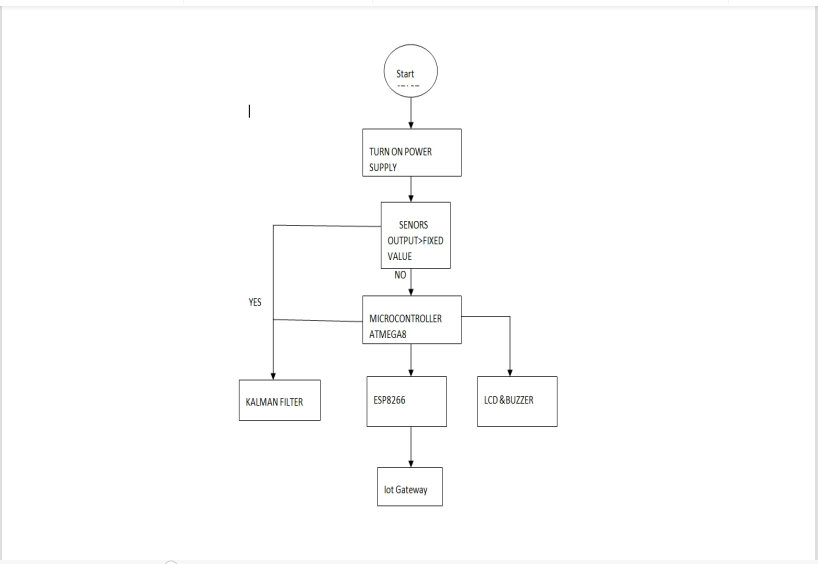 Start
TURN ON POWER
SUPPLY
SENORS
OUTPUT>FIXED
VALUE
NO
YES
MICROCONTROLLER
ATMEGA8
KALMAN FILTER
ESP8266
LCD &BUZZER
Iot Gateway